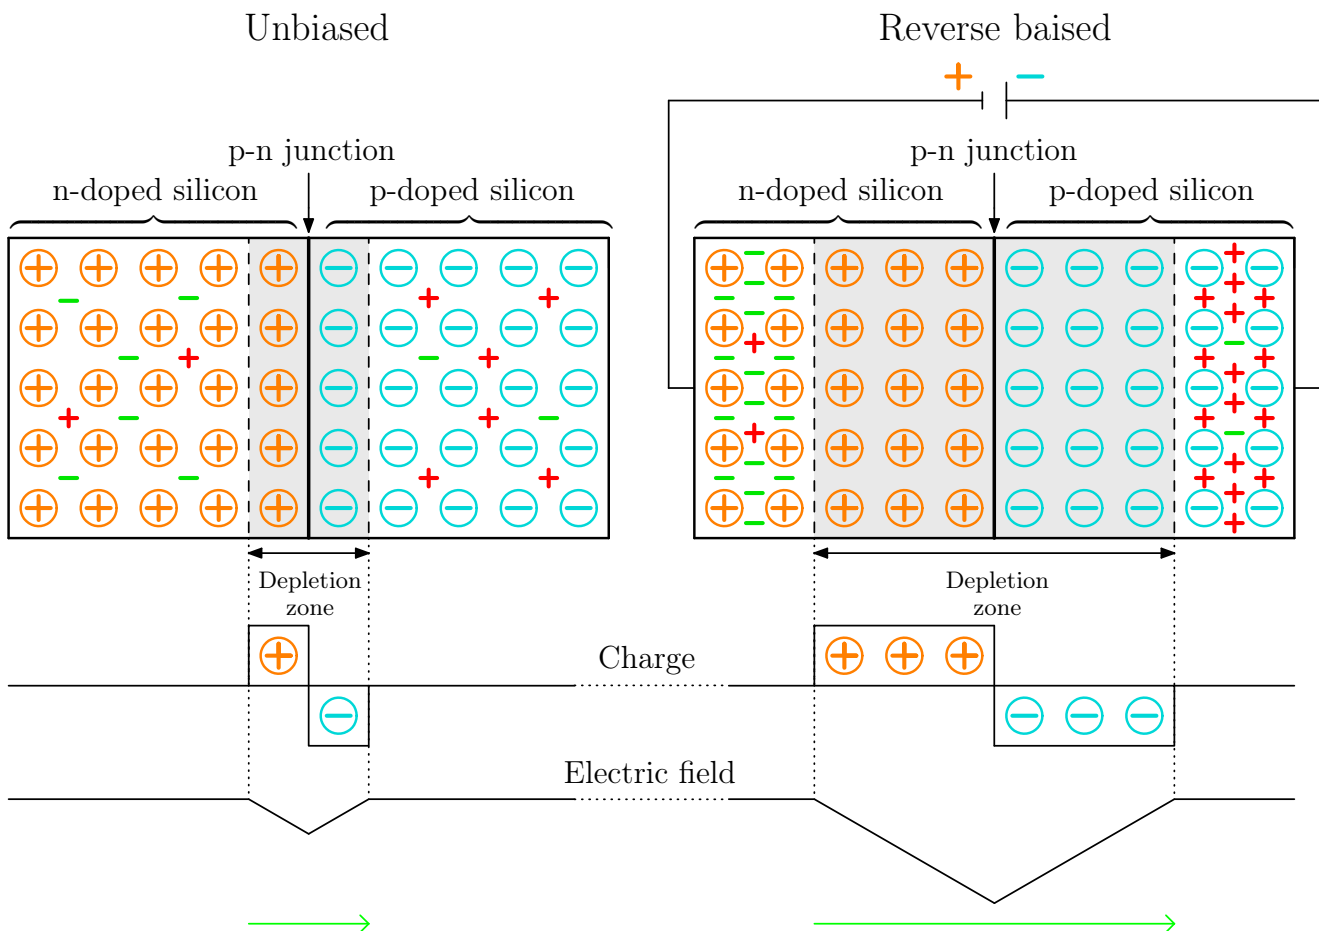 Unbiased
Reverse baised
p-n junction
n-doped silicon
p-doped silicon
p-n junction
n-doped silicon
p-doped silicon
Depletion
zone
Depletion
zone
Charge
Electric field